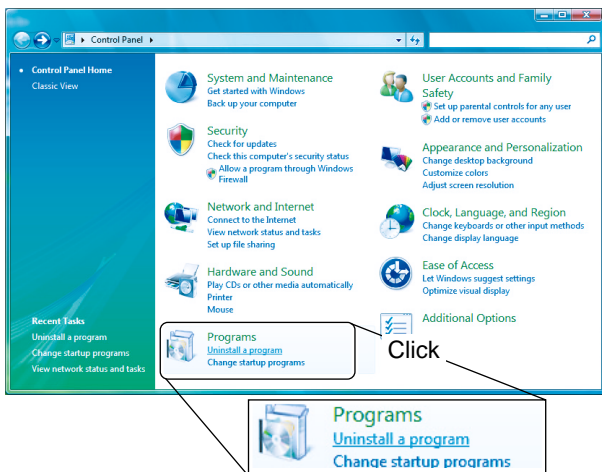 Control Panel
Control Panel Home
Classic View
System and Maintenance
Get started with Windows
Back up your computer
Security
Check for updates
Check this computer's security status
Allow a program through Windows
Firewall
Network and Internet
Connect to the Internet
View network status and tasks
Set up file sharing
Hardware and Sound
Play CDs or other media automatically
Printer
Mouse
Programs
Uninstall a program
Change startup programs
User Accounts and Family
Safety
Set up parental controls for any user
Add or remove user accounts
Appearance and Personalization
Change desktop background
Customize colors
Adjust screen resolution
Clock, Language, and Region
Change keyboards or other input methods
Change display language
Ease of Access
Let Windows suggest settings
Optimize visual display
Additional Options
Recent Tasks
Uninstall a program
Change startup programs
View network status and tasks
Click
Programs
Uninstall a program
Change startup programs